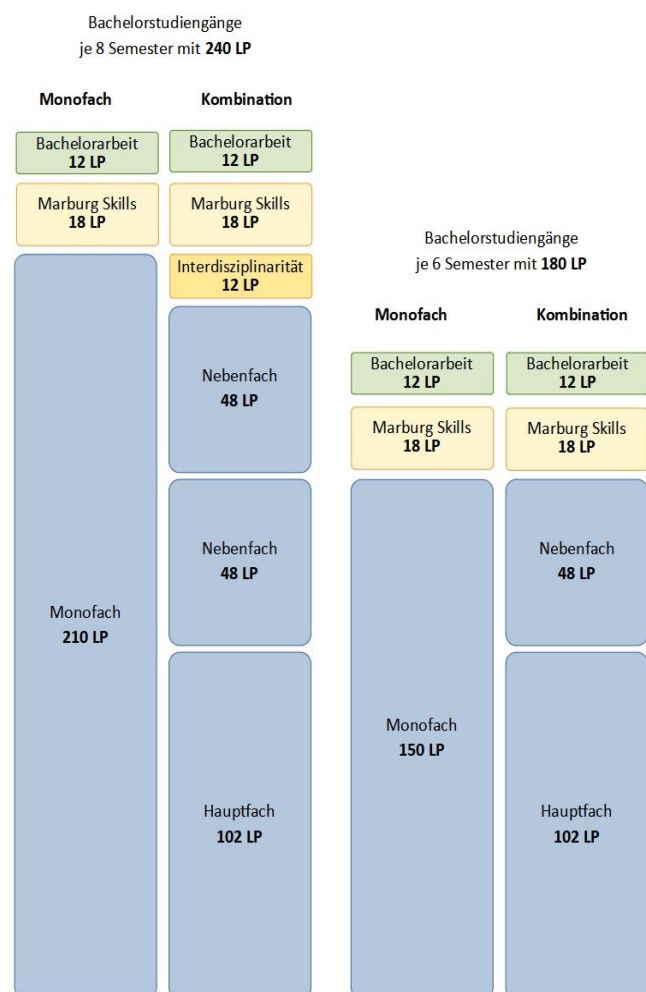 Bachelorstudiengänge
je 8 Semester mit 240 LP
Monofach
Bachelorarbeit
12 LP
Marburg Skills
18 LP
Monofach
210 LP
Kombination
Bachelorarbeit
12 LP
Marburg Skills
18 LP
Interdisziplinarität
12 LP
Nebenfach
48 LP
Nebenfach
48 LP
Hauptfach
102 LP
Bachelorstudiengänge
je 6 Semester mit 180 LP
Monofach
Bachelorarbeit
12 LP
Marburg Skills
18 LP
Monofach
150 LP
Kombination
Bachelorarbeit
12 LP
Marburg Skills
18 LP
Nebenfach
48 LP
Hauptfach
102 LP